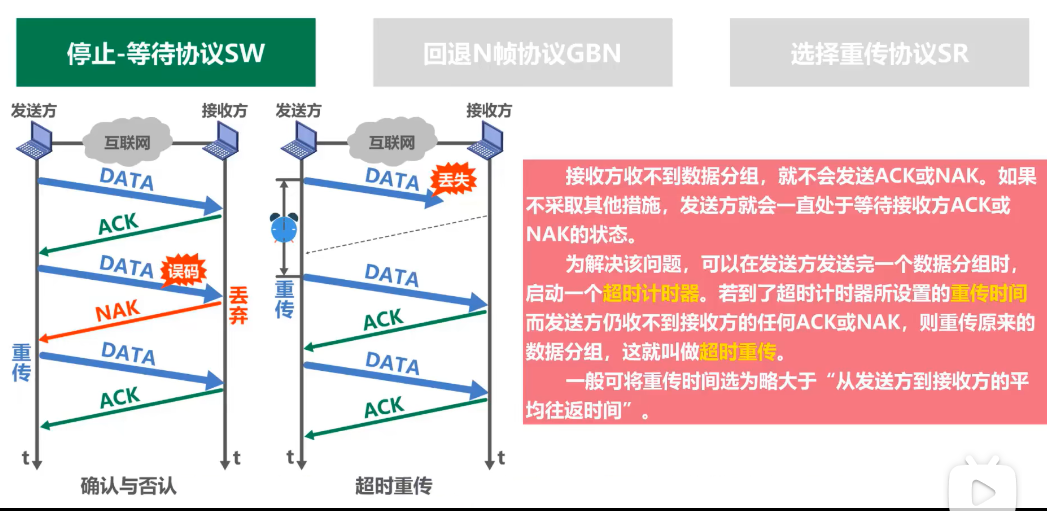 停止-等待协议SW
回退N帧协议GBN
选择重传协议SR
发送方
接收方
互联网
DATA
ACK
DATA
误码
NAK
丢弃
重传
DATA
ACK
t
t
确认与否认
发送方
接收方
互联网
DATA
丢失
重传
DATA
ACK
DATA
ACK
t
t
超时重传
接收方收不到数据分组，就不会发送ACK或NAK。如果
不采取其他措施，发送方就会一直处于等待接收方ACK或
NAK的状态。
为解决该问题，可以在发送方发送完一个数据分组时，
启动一个超时计时器。若到了超时计时器所设置的重传时间
而发送方仍收不到接收方的任何ACK或NAK，则重传原来的
数据分组，这就叫做超时重传。
一般可将重传时间选为略大于“从发送方到接收方的平
均往返时间”。